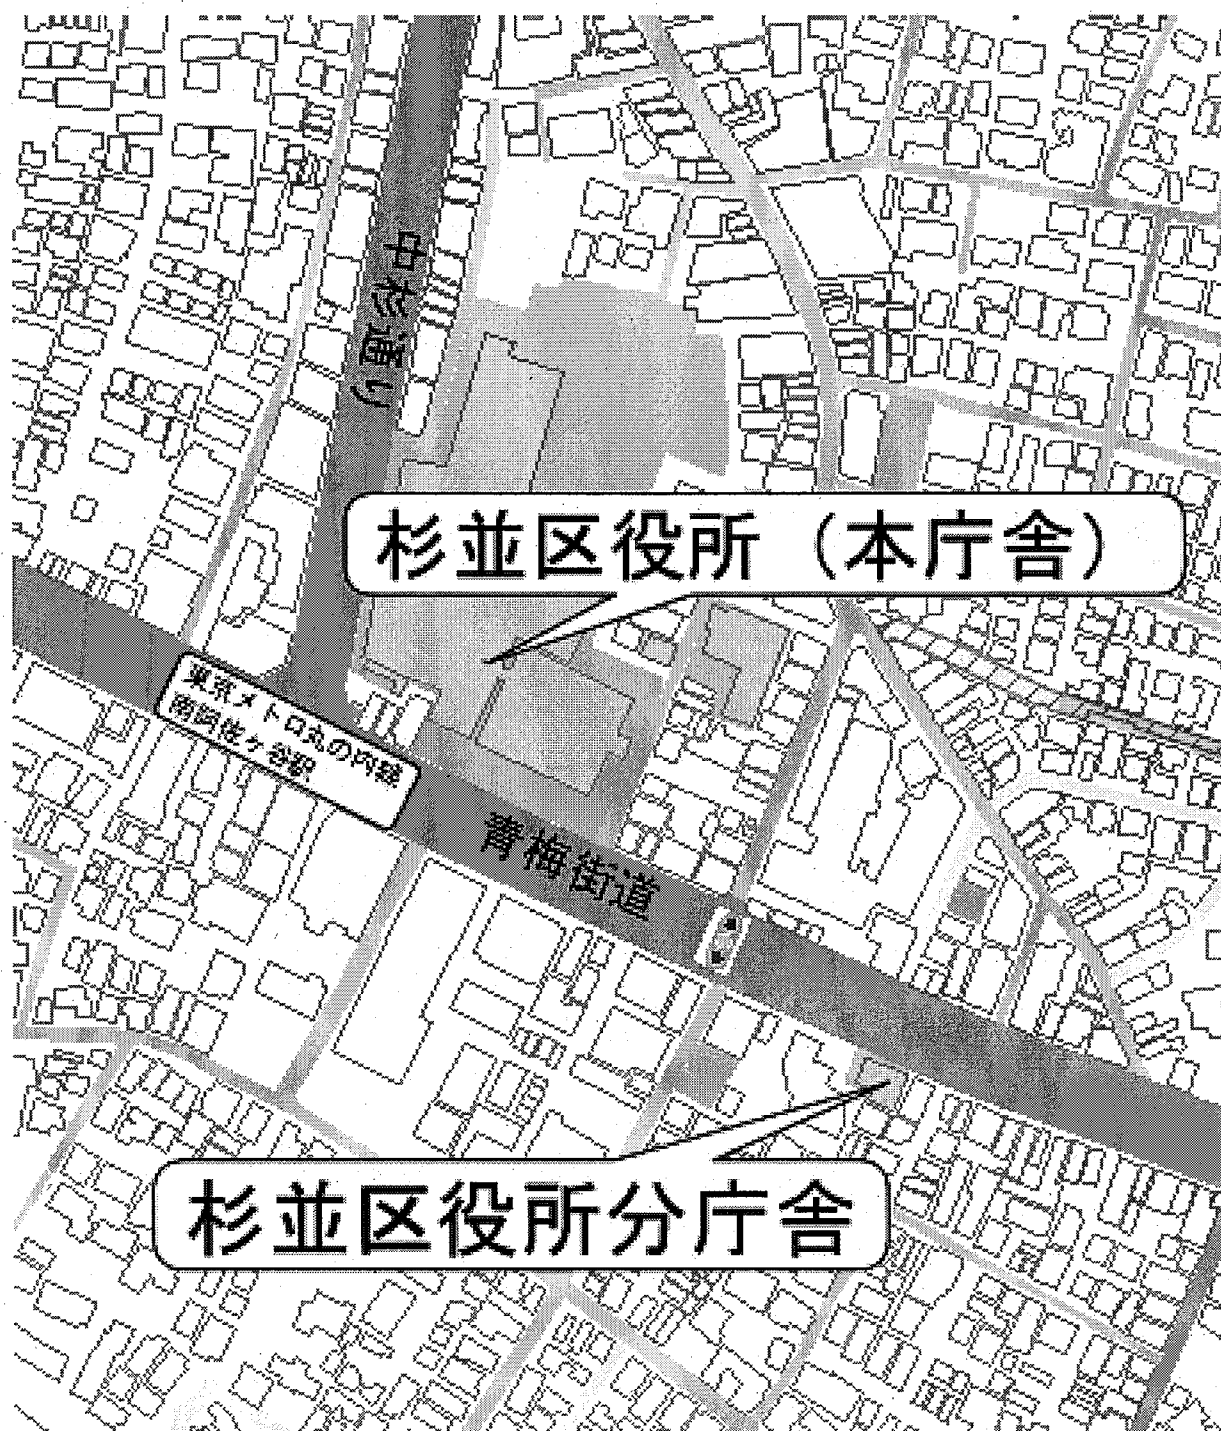 中杉通り
杉並区役所（本庁舎）
東京メトロ丸の内線
南阿佐ヶ谷駅
青梅街道
杉並区役所分庁舎